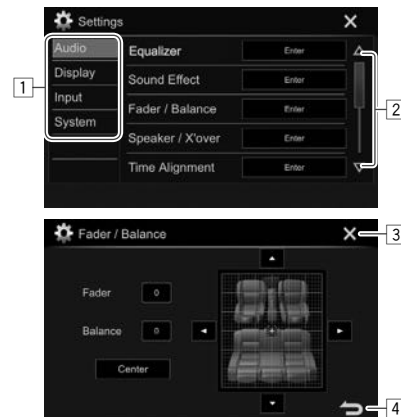 Settings
Audio
Display
Input
System
Equalizer Enter
Sound Effect Enter
Fader / Balance Enter
Speaker / X'over Enter
Time Alignment Enter
1
2
Fader / Balance
3
Fader 0
Balance 0
Center
4